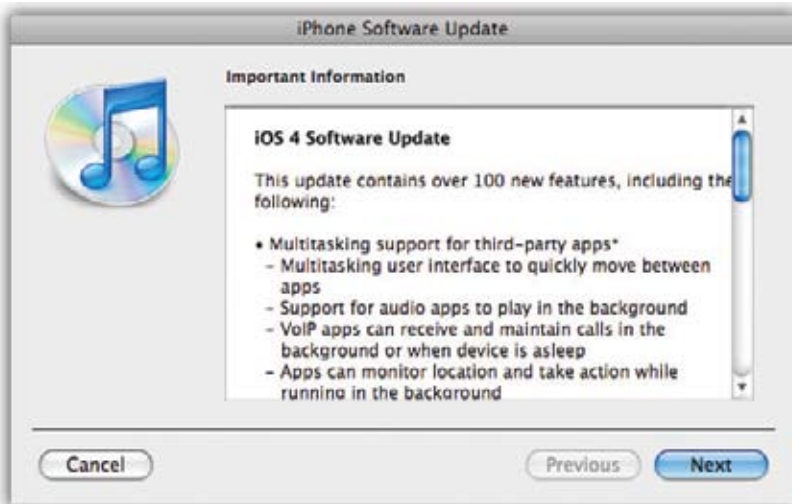 iPhone Software Update
Important Information
iOS 4 Software Update
This update contains over 100 new features, including the
following:
• Multitasking support for third-party apps*
– Multitasking user interface to quickly move between
apps
– Support for audio apps to play in the background
– VoIP apps can receive and maintain calls in the
background or when device is asleep
– Apps can monitor location and take action while
running in the background
Cancel
Previous
Next